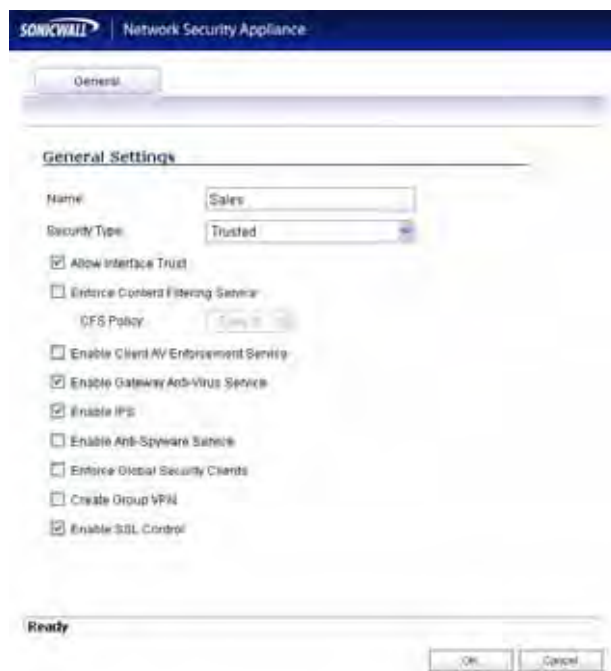 SONICWALL Network Security Appliance
General
General Settings
Name: Sales
Security Type: Trusted
Allow Interface Trust
Enforce Content Filtering Service
CFS Policy:
Enable Client AV Enforcement Service
Enable Gateway Anti-Virus Service
Enable IPS
Enable Anti-Spyware Service
Enforce Global Security Clients
Create Group VPN
Enable SSL Control
Ready
OK Cancel